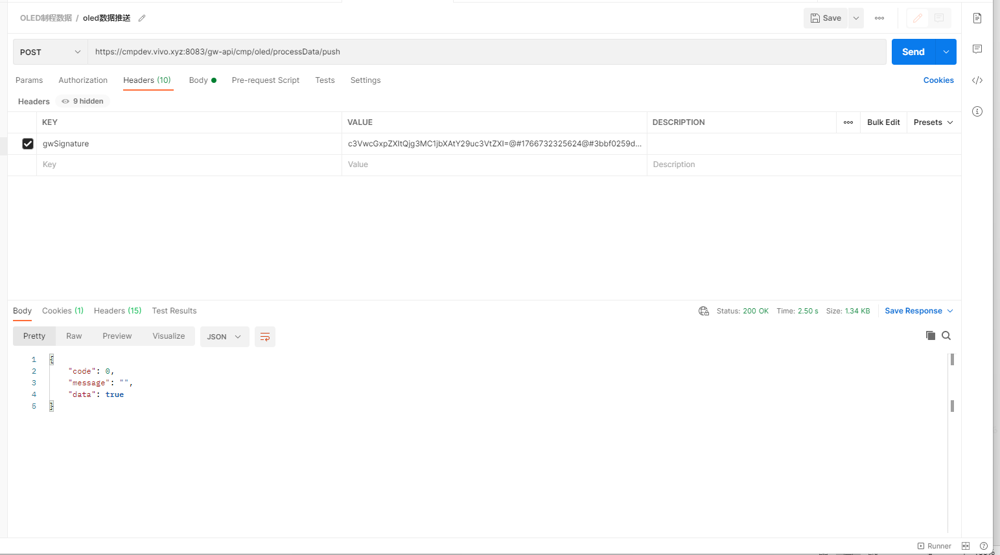 OLED制程数据 / oled数据推送
Save
POST
https://cmpdev.vivo.xyz:8083/gw-api/cmp/oled/processData/push
Send
Params Authorization Headers (10) Body Pre-request Script Tests Settings Cookies
Headers 9 hidden
KEY VALUE DESCRIPTION Bulk Edit Presets
gwSignature c3VwcGxpZXItQjg3MC1jbXAtY29uc3VtZXI=@#1766732325624@#3bbf0259d...
Key Value Description
Body Cookies (1) Headers (15) Test Results Status: 200 OK Time: 2.50 s Size: 1.34 KB Save Response
Pretty Raw Preview Visualize JSON
1 {
2 "code": 0,
3 "message": "",
4 "data": true
5 }
Runner